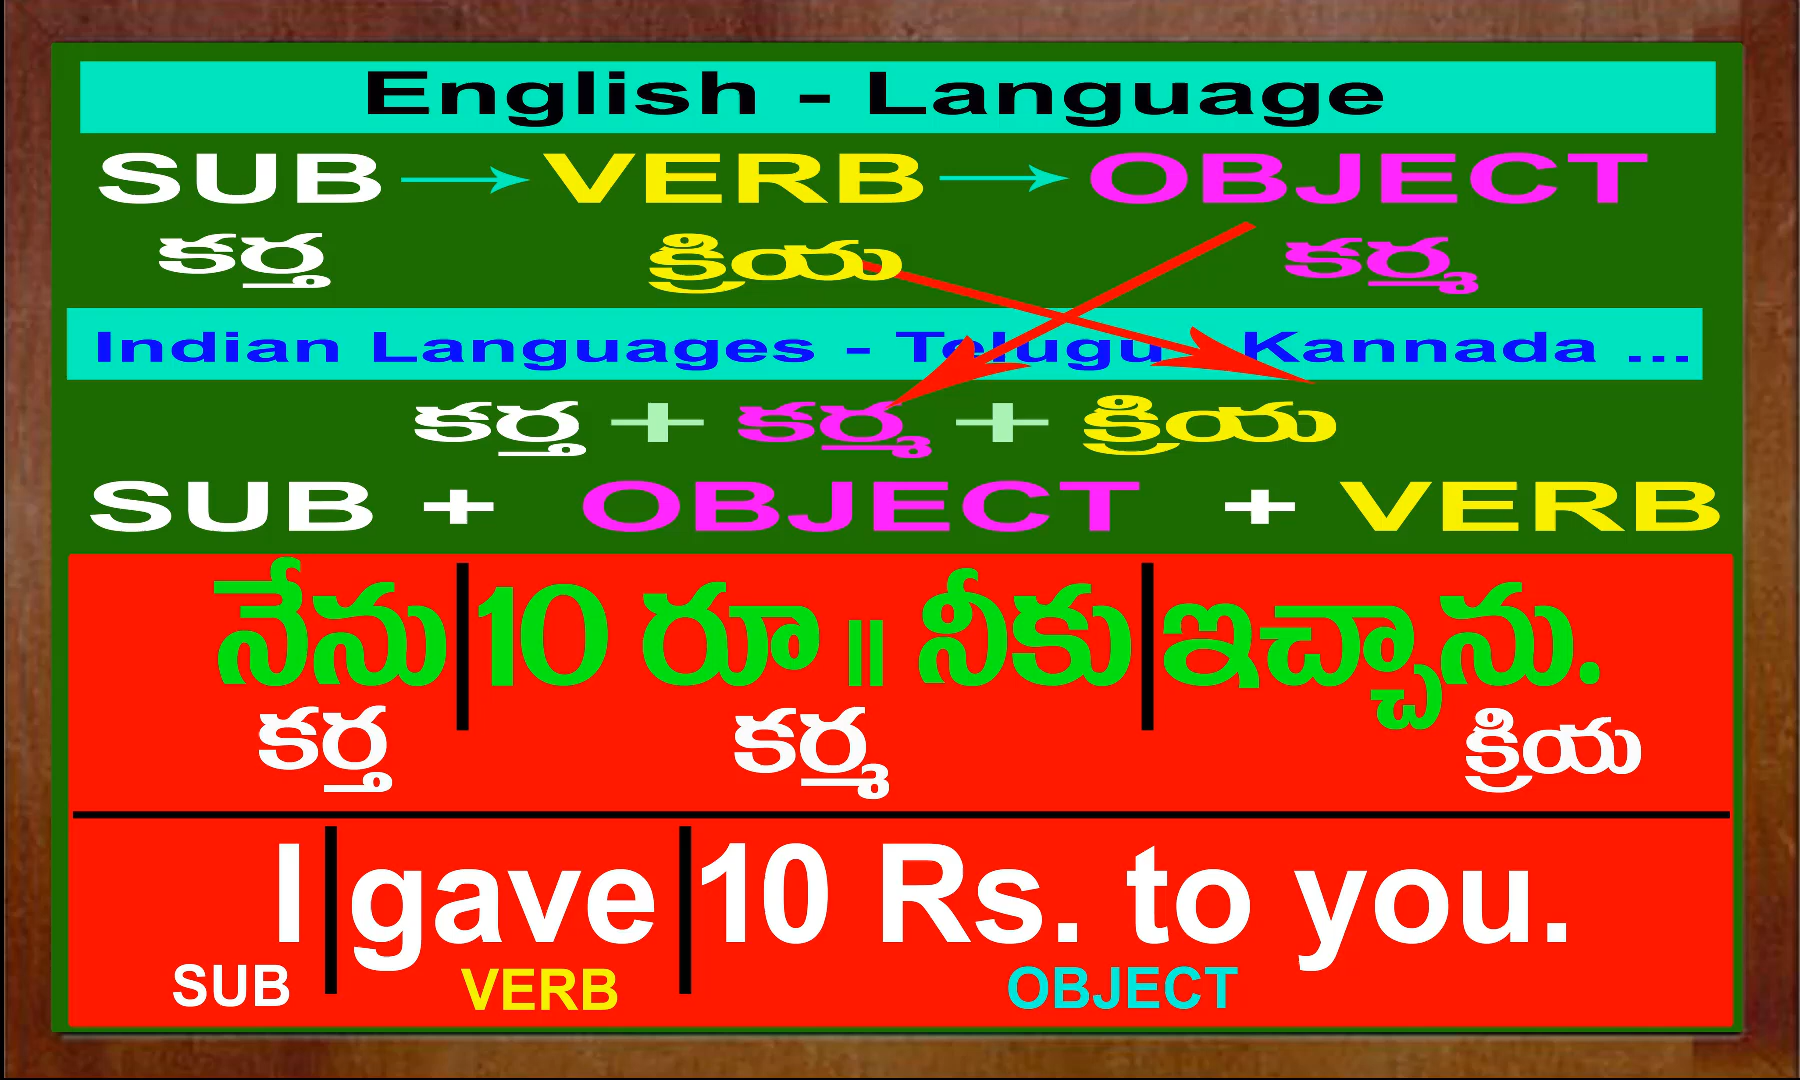 English - Language
SUB → VERB → OBJECT
కర్త క్రియ కర్మ
Indian Languages - Telugu Kannada ...
కర్త + కర్మ + క్రియ
SUB + OBJECT + VERB
నేను 10 రూ॥ నీకు ఇచ్చాను.
కర్త కర్మ క్రియ
I gave 10 Rs. to you.
SUB VERB OBJECT